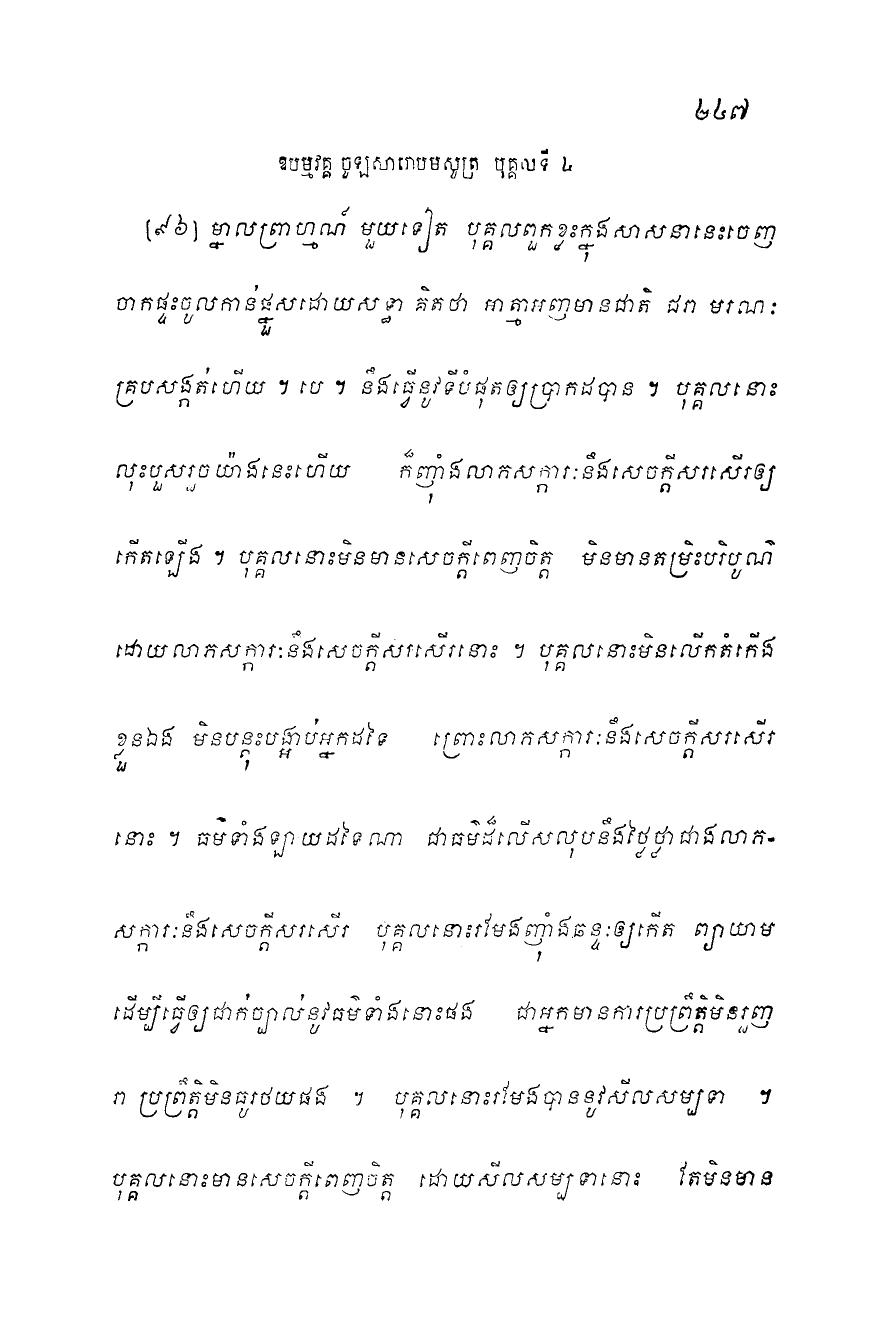 ២៤៧
ឧបម្មវគ្គ ចូឡសារោបមសូត្រ បុគ្គលទី ៤
[៩៦] ម្នាលព្រាហ្មណ៍ មួយទៀត បុគ្គលពួកខ្លះក្នុងសាសនានេះចេញ
ចាកផ្ទះចូលកាន់ផ្នួសដោយសទ្ធា គិតថា អាត្មាអញមានជាតិ ជរា មរណៈ
គ្របសង្កត់ហើយ ។ បេ ។ នឹងធ្វើនូវទីបំផុតឲ្យប្រាកដបាន ។ បុគ្គលនោះ
លុះបួសរួចយ៉ាងនេះហើយ ក៏ញ៉ាំងលាភសក្ការៈនឹងសេចក្តីសរសើរឲ្យ
កើតឡើង ។ បុគ្គលនោះមិនមានសេចក្តីពេញចិត្ត មិនមានតម្រិះបរិបូណ៌
ដោយលាភសក្ការៈនឹងសេចក្តីសរសើរនោះ ។ បុគ្គលនោះមិនលើកតំកើង
ខ្លួនឯង មិនបន្តុះបង្អាប់អ្នកដទៃ ព្រោះលាភសក្ការៈនឹងសេចក្តីសរសើរ
នោះ ។ ធម៌ទាំងឡាយដទៃណា ជាធម៌ដ៏លើសលុបនឹងថ្លៃថ្លាជាងលាភ-
សក្ការៈនឹងសេចក្តីសរសើរ បុគ្គលនោះរមែងញ៉ាំងឆន្ទៈឲ្យកើត ព្យាយាម
ដើម្បីធ្វើឲ្យជាក់ច្បាល់នូវធម៌ទាំងនោះផង ជាអ្នកមានការប្រព្រឹត្តិមិនរួញ
រា ប្រព្រឹត្តិមិនធូរថយផង ។ បុគ្គលនោះរមែងបាននូវសីលសម្បទា ។
បុគ្គលនោះមានសេចក្តីពេញចិត្ត ដោយសីលសម្បទានោះ តែមិនមាន